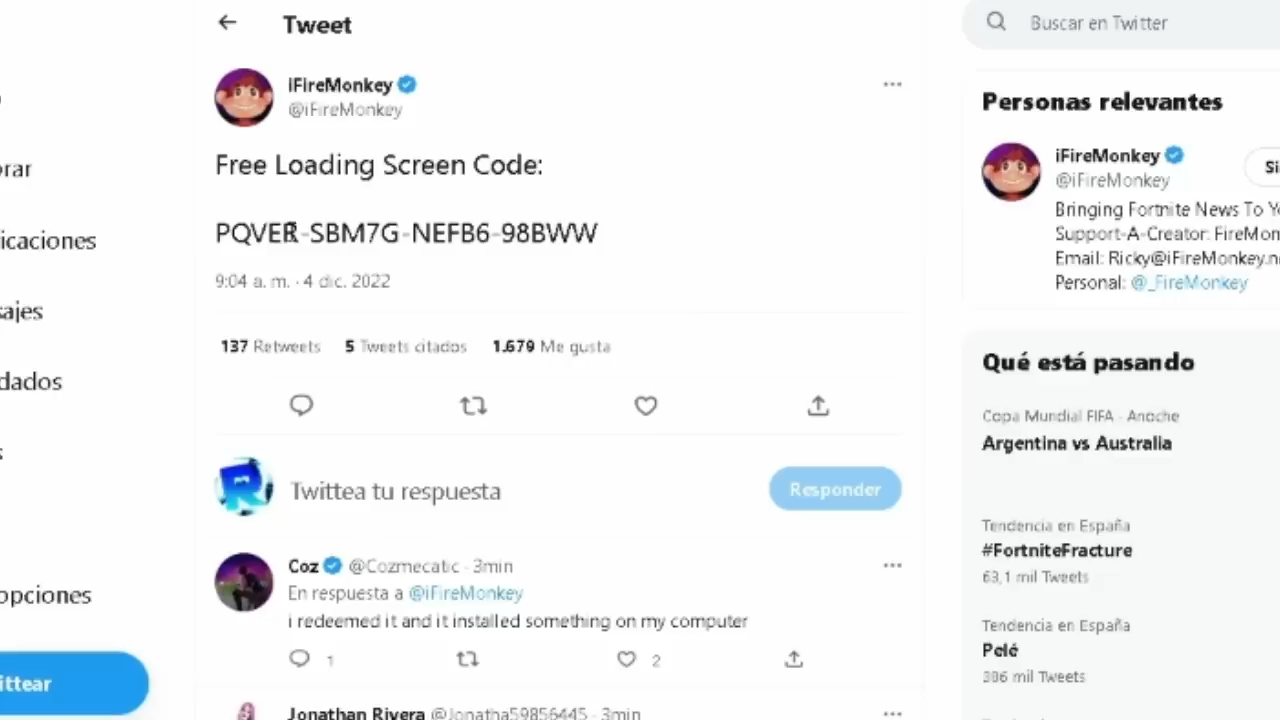 Tweet
iFireMonkey
@iFireMonkey
Free Loading Screen Code:
PQVER-SBM7G-NEFB6-98BWW
9:04 a. m. · 4 dic. 2022
137 Retweets 5 Tweets citados 1.679 Me gusta
Twittea tu respuesta
Responder
Coz @Cozmecatic · 3min
En respuesta a @iFireMonkey
i redeemed it and it installed something on my computer
1 2
Jonathan Rivera @Jonatha59856445 · 3min
orar
icaciones
sajes
dados
s
opciones
ittear
Buscar en Twitter
Personas relevantes
iFireMonkey
Si
@iFireMonkey
Bringing Fortnite News To Y
Support-A-Creator: FireMon
Email: Ricky@iFireMonkey.n
Personal: @_FireMonkey
Qué está pasando
Copa Mundial FIFA · Anoche
Argentina vs Australia
Tendencia en España
#FortniteFracture
63,1 mil Tweets
Tendencia en España
Pelé
386 mil Tweets